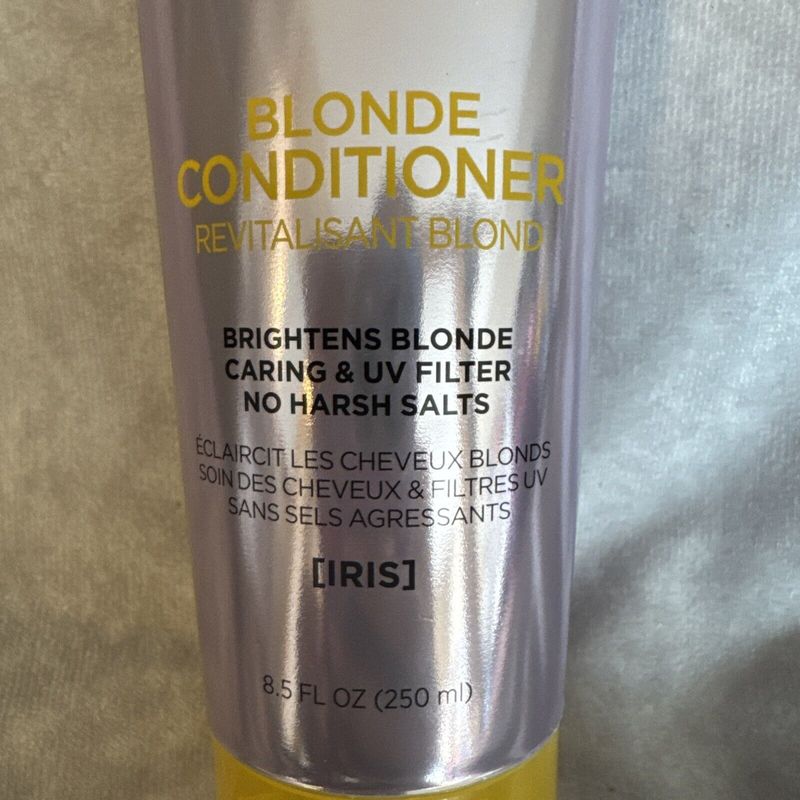 BLONDE
CONDITIONER
REVITALISANT BLOND
BRIGHTENS BLONDE
CARING & UV FILTER
NO HARSH SALTS
ÉCLAIRCIT LES CHEVEUX BLONDS
SOIN DES CHEVEUX & FILTRES UV
SANS SELS AGRESSANTS
[IRIS]
8.5 FL OZ (250 ml)